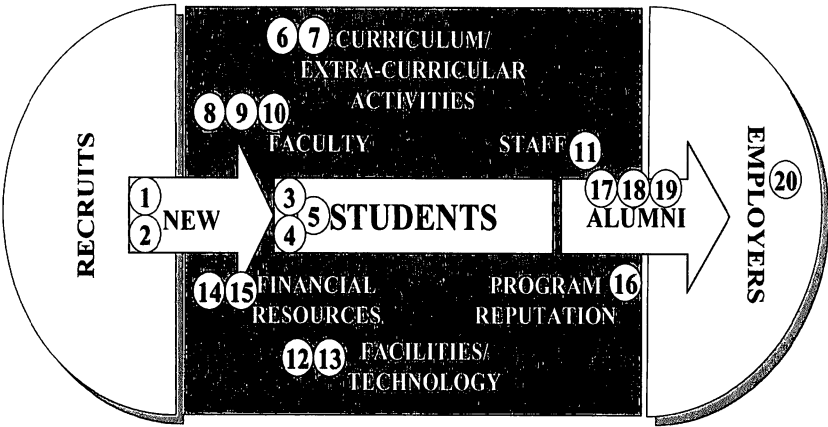 6 7 CURRICULUM/
EXTRA-CURRICULAR
ACTIVITIES
8 9 10
FACULTY
STAFF 11
RECRUITS
1
2
NEW
3
4
5
STUDENTS
17 18 19
ALUMNI
EMPLOYERS
20
14 15 FINANCIAL
RESOURCES
PROGRAM 16
REPUTATION
12 13 FACILITIES/
TECHNOLOGY